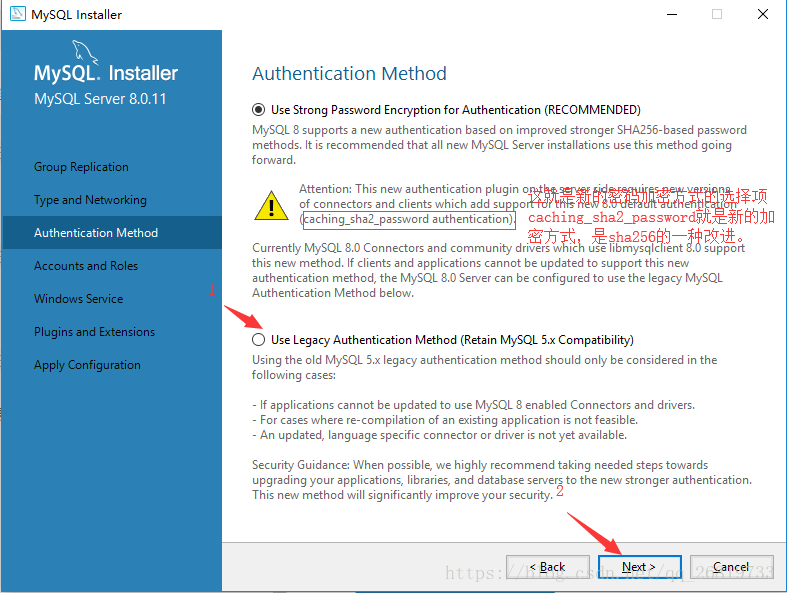 MySQL Installer
MySQL. Installer
MySQL Server 8.0.11
Group Replication
Type and Networking
Authentication Method
Accounts and Roles
Windows Service
Plugins and Extensions
Apply Configuration
Authentication Method
Use Strong Password Encryption for Authentication (RECOMMENDED)
MySQL 8 supports a new authentication based on improved stronger SHA256-based password
methods. It is recommended that all new MySQL Server installations use this method going
forward.
Attention: This new authentication plugin on the server side requires new versions
of connectors and clients which add support for this new 8.0 default authentication
(caching_sha2_password authentication).
这就是新的密码加密方式的选择项
caching_sha2_password就是新的加
密方式，是sha256的一种改进。
Currently MySQL 8.0 Connectors and community drivers which use libmysqlclient 8.0 support
this new method. If clients and applications cannot be updated to support this new
authentication method, the MySQL 8.0 Server can be configured to use the legacy MySQL
Authentication Method below.
1
Use Legacy Authentication Method (Retain MySQL 5.x Compatibility)
Using the old MySQL 5.x legacy authentication method should only be considered in the
following cases:
- If applications cannot be updated to use MySQL 8 enabled Connectors and drivers.
- For cases where re-compilation of an existing application is not feasible.
- An updated, language specific connector or driver is not yet available.
Security Guidance: When possible, we highly recommend taking needed steps towards
upgrading your applications, libraries, and database servers to the new stronger authentication.
This new method will significantly improve your security.
2
< Back
Next >
Cancel